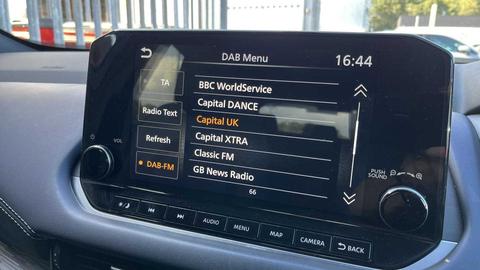 DAB Menu
16:44
TA
Radio Text
Refresh
DAB-FM
BBC WorldService
Capital DANCE
Capital UK
Capital XTRA
Classic FM
GB News Radio
66
VOL
PUSH
SOUND
AUDIO
MENU
MAP
CAMERA
BACK